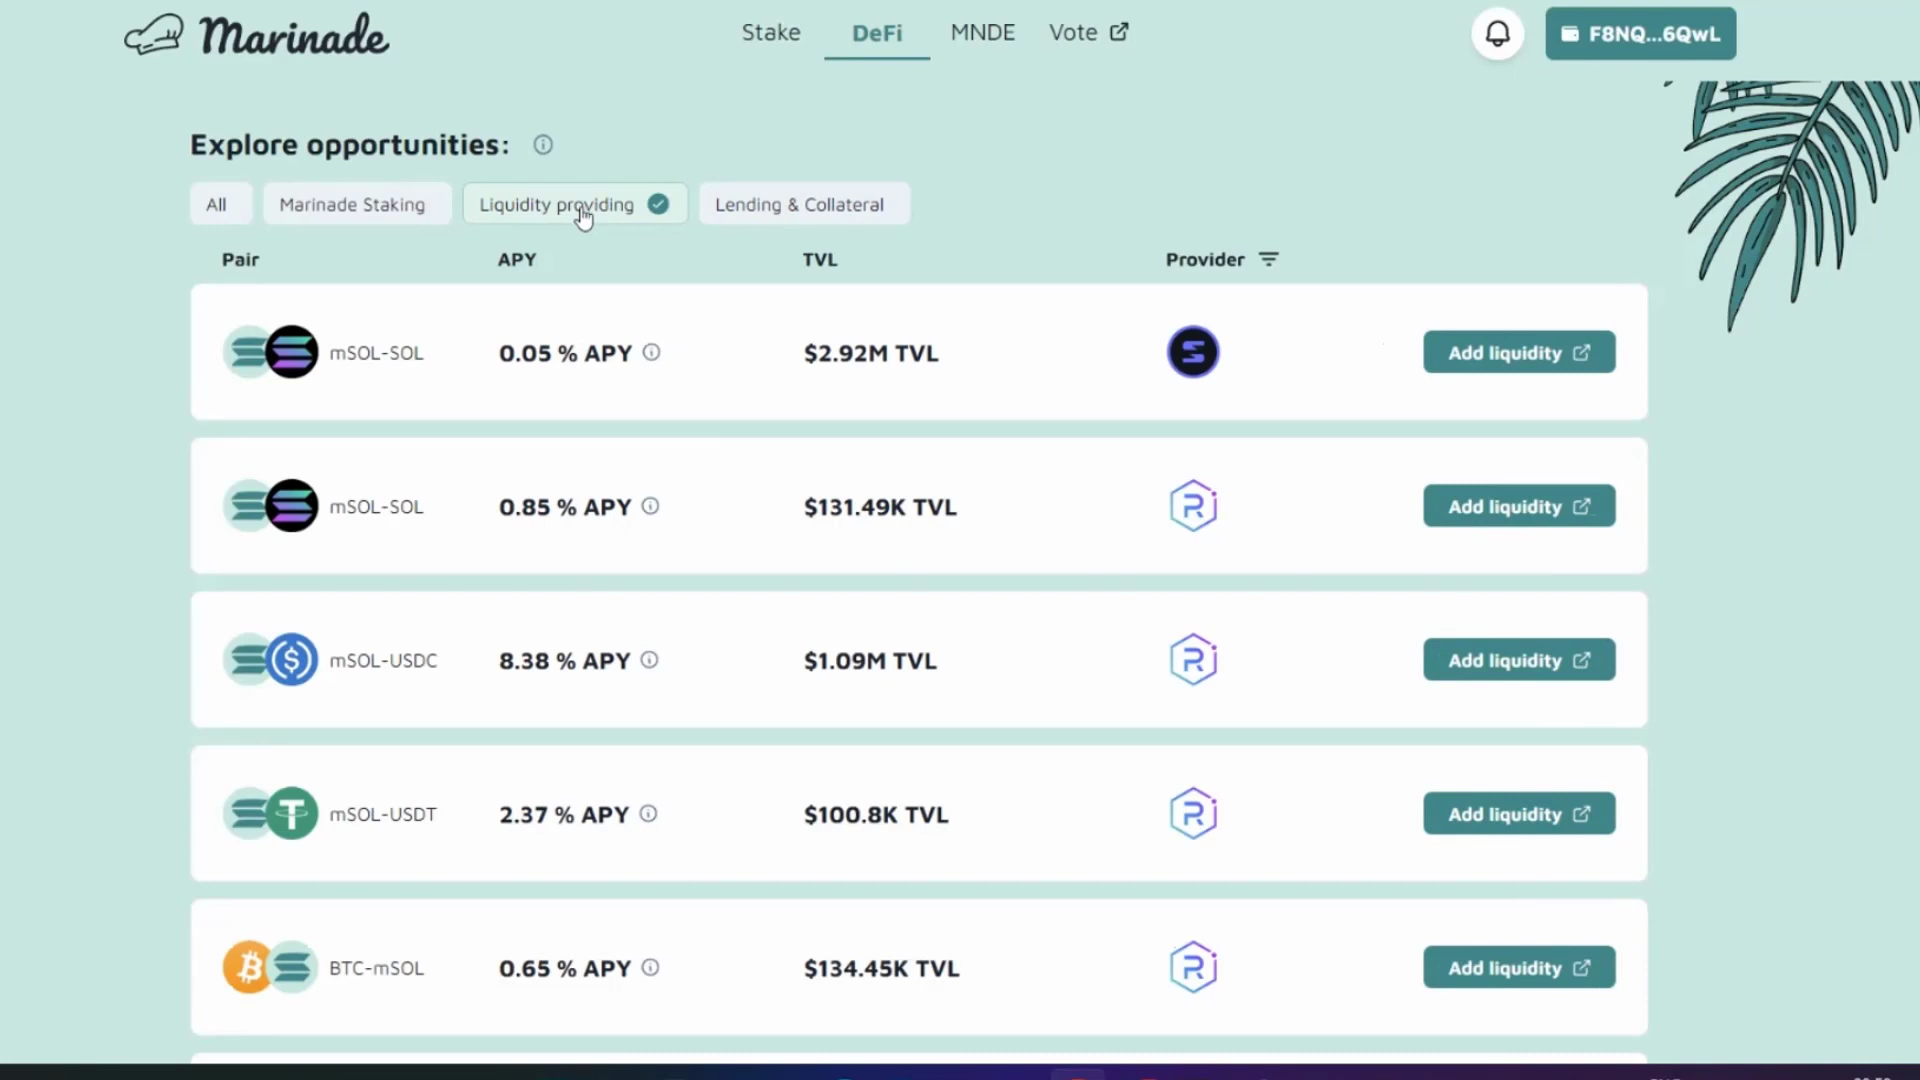 Marinade
Stake DeFi MNDE Vote F8NQ...6QwL
Explore opportunities:
All Marinade Staking Liquidity providing Lending & Collateral
Pair APY TVL Provider
mSOL-SOL 0.05 % APY $2.92M TVL Add liquidity
mSOL-SOL 0.85 % APY $131.49K TVL Add liquidity
mSOL-USDC 8.38 % APY $1.09M TVL Add liquidity
mSOL-USDT 2.37 % APY $100.8K TVL Add liquidity
BTC-mSOL 0.65 % APY $134.45K TVL Add liquidity